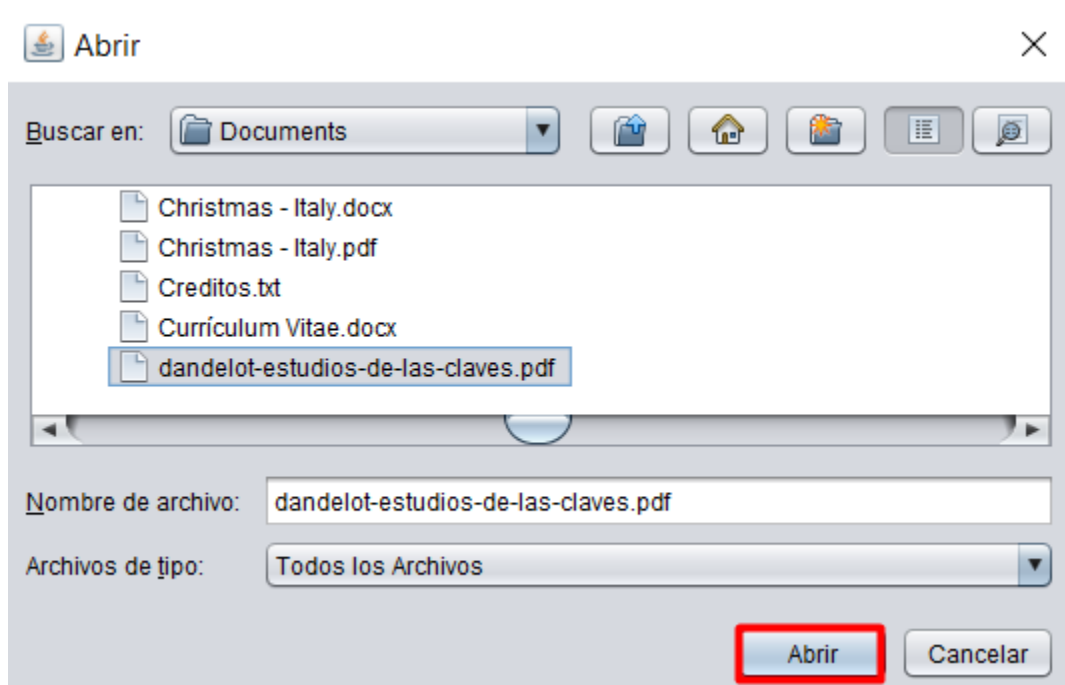 Abrir
Buscar en: Documents
Christmas - Italy.docx
Christmas - Italy.pdf
Creditos.txt
Currículum Vitae.docx
dandelot-estudios-de-las-claves.pdf
Nombre de archivo: dandelot-estudios-de-las-claves.pdf
Archivos de tipo: Todos los Archivos
Abrir Cancelar